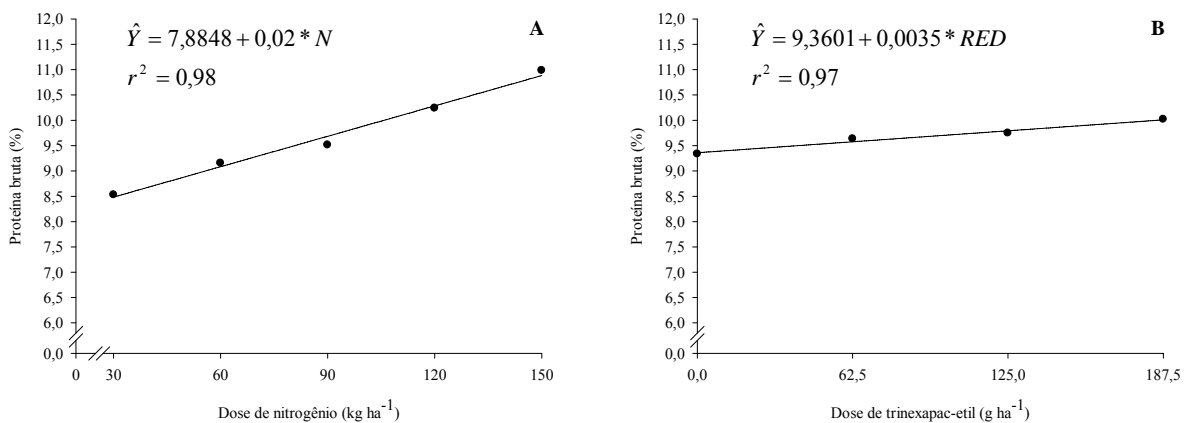 12,0
11,5
11,0
10,5
10,0
9,5
9,0
8,5
8,0
7,5
7,0
6,5
6,0
0,0
Proteína bruta (%)
Ŷ = 7,8848 + 0,02 * N
r² = 0,98
A
0 30 60 90 120 150
Dose de nitrogênio (kg ha⁻¹)
12,0
11,5
11,0
10,5
10,0
9,5
9,0
8,5
8,0
7,5
7,0
6,5
6,0
0,0
Proteína bruta (%)
Ŷ = 9,3601 + 0,0035 * RED
r² = 0,97
B
0,0 62,5 125,0 187,5
Dose de trinexapac-etil (g ha⁻¹)